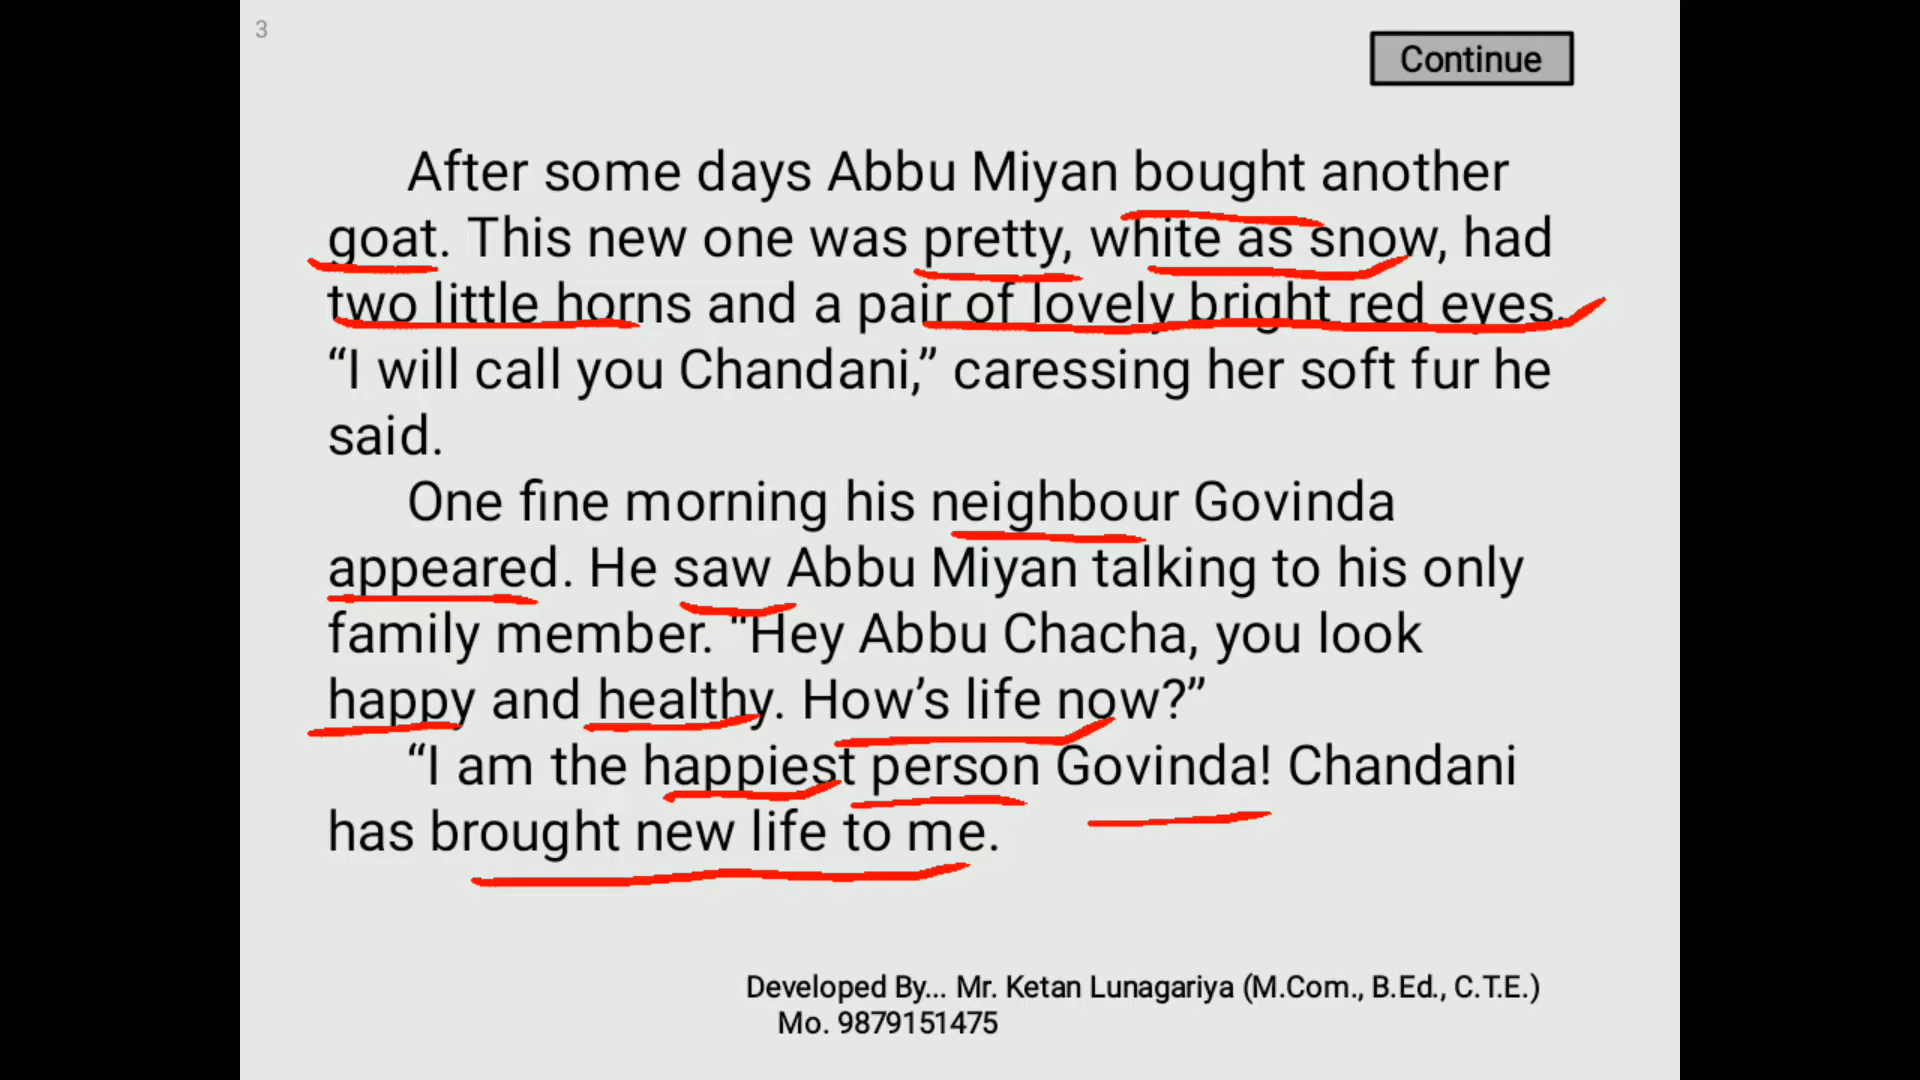 3
Continue
After some days Abbu Miyan bought another
goat. This new one was pretty, white as snow, had
two little horns and a pair of lovely bright red eyes.
“I will call you Chandani,” caressing her soft fur he
said.
One fine morning his neighbour Govinda
appeared. He saw Abbu Miyan talking to his only
family member. “Hey Abbu Chacha, you look
happy and healthy. How’s life now?”
“I am the happiest person Govinda! Chandani
has brought new life to me.
Developed By... Mr. Ketan Lunagariya (M.Com., B.Ed., C.T.E.)
Mo. 9879151475